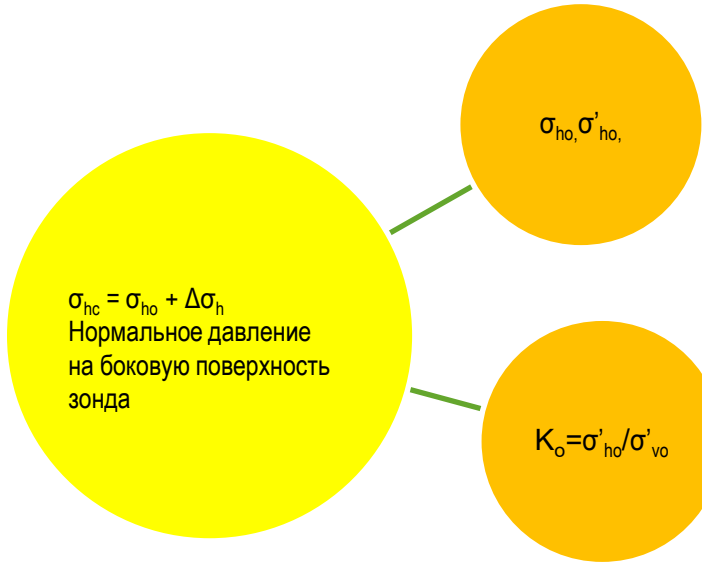 σho,σ’ho,
σhc = σho + Δσh
Нормальное давление
на боковую поверхность
зонда
Ko=σ’ho/σ’vo